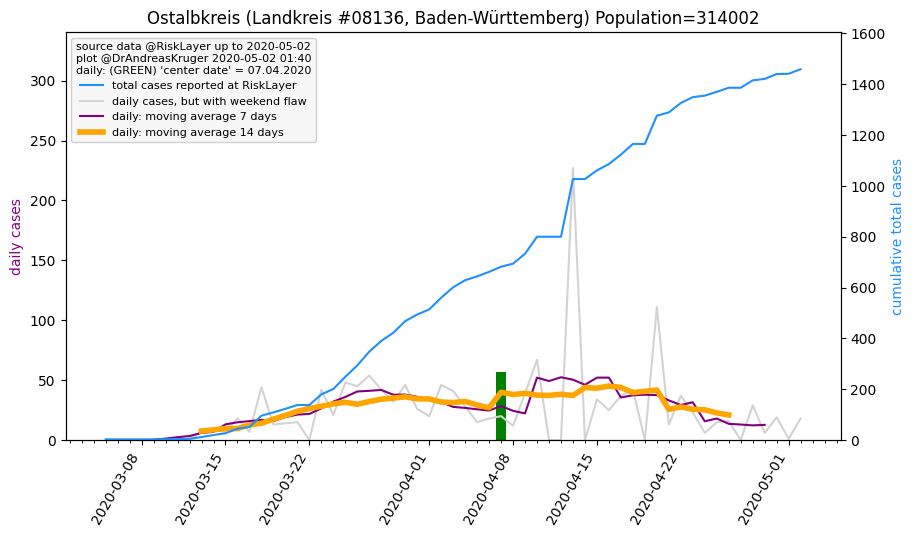 Ostalbkreis (Landkreis #08136, Baden-Württemberg) Population=314002
source data @RiskLayer up to 2020-05-02
plot @DrAndreasKruger 2020-05-02 01:40
daily: (GREEN) 'center date' = 07.04.2020
total cases reported at RiskLayer
daily cases, but with weekend flaw
daily: moving average 7 days
daily: moving average 14 days
daily cases
300
250
200
150
100
50
0
cumulative total cases
1600
1400
1200
1000
800
600
400
200
0
2020-03-08
2020-03-15
2020-03-22
2020-04-01
2020-04-08
2020-04-15
2020-04-22
2020-05-01